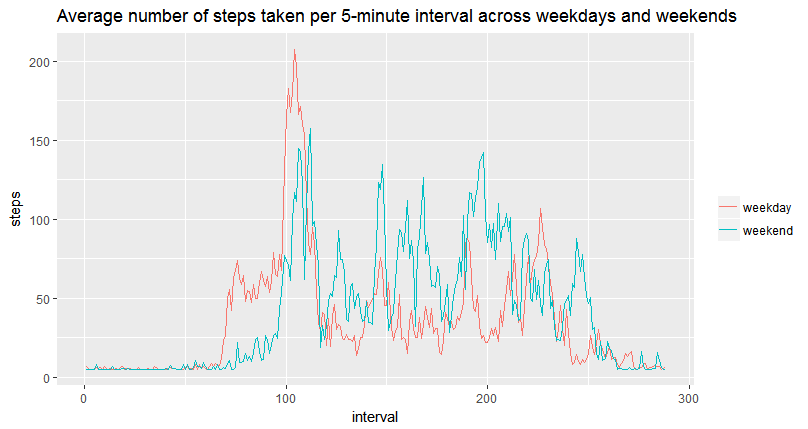 Average number of steps taken per 5-minute interval across weekdays and weekends
steps
200
150
100
50
0
0
100
200
300
interval
weekday
weekend